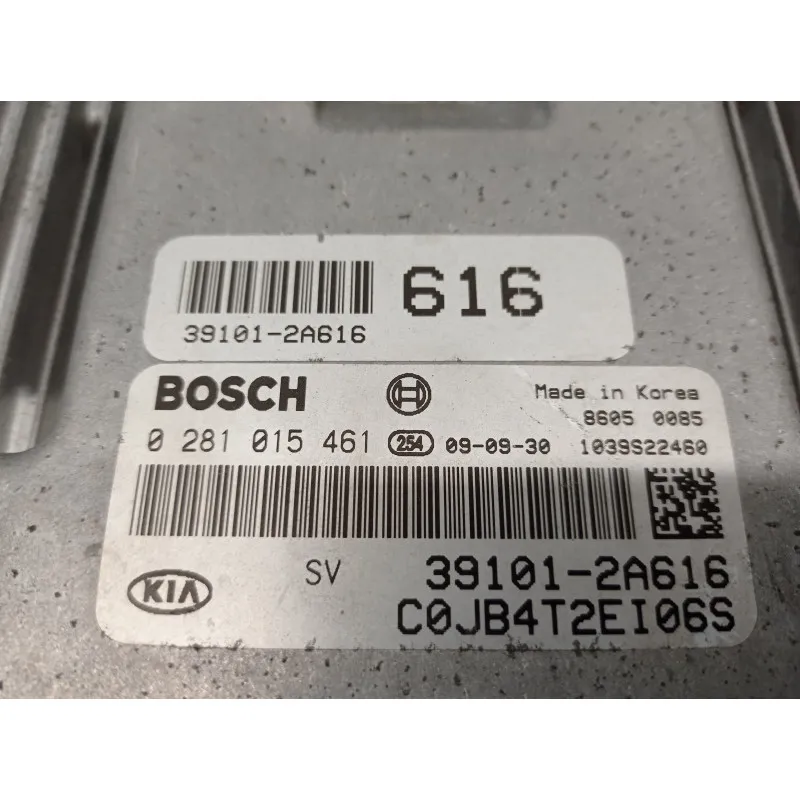 616
39101-2A616
BOSCH
Made in Korea
8605 0085
0 281 015 461 254 09-09-30 1039S22460
SV 39101-2A616
KIA
C0JB4T2EI06S